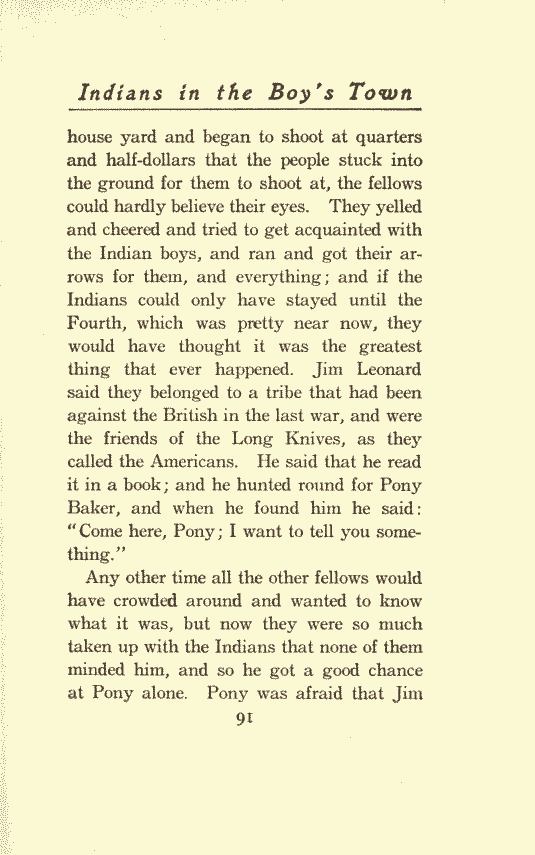 Indians in the Boy's Town
house yard and began to shoot at quarters
and half-dollars that the people stuck into
the ground for them to shoot at, the fellows
could hardly believe their eyes. They yelled
and cheered and tried to get acquainted with
the Indian boys, and ran and got their ar-
rows for them, and everything; and if the
Indians could only have stayed until the
Fourth, which was pretty near now, they
would have thought it was the greatest
thing that ever happened. Jim Leonard
said they belonged to a tribe that had been
against the British in the last war, and were
the friends of the Long Knives, as they
called the Americans. He said that he read
it in a book; and he hunted round for Pony
Baker, and when he found him he said:
"Come here, Pony; I want to tell you some-
thing."
Any other time all the other fellows would
have crowded around and wanted to know
what it was, but now they were so much
taken up with the Indians that none of them
minded him, and so he got a good chance
at Pony alone. Pony was afraid that Jim
91